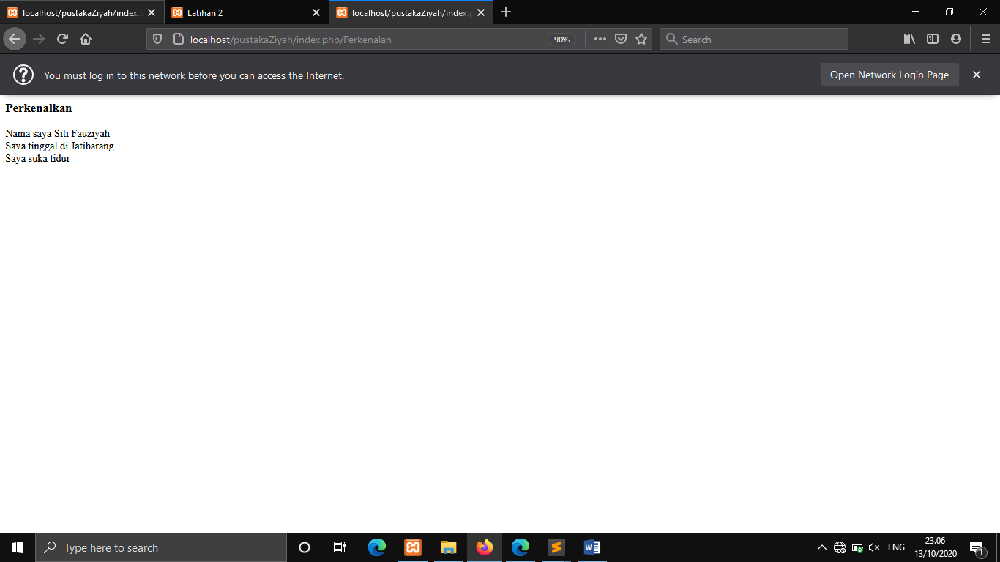 localhost/pustakaZiyah/index.p
Latihan 2
localhost/pustakaZiyah/index.p
localhost/pustakaZiyah/index.php/Perkenalan
90%
Search
You must log in to this network before you can access the Internet.
Open Network Login Page
Perkenalkan
Nama saya Siti Fauziyah
Saya tinggal di Jatibarang
Saya suka tidur
Type here to search
ENG
23.06
13/10/2020
1